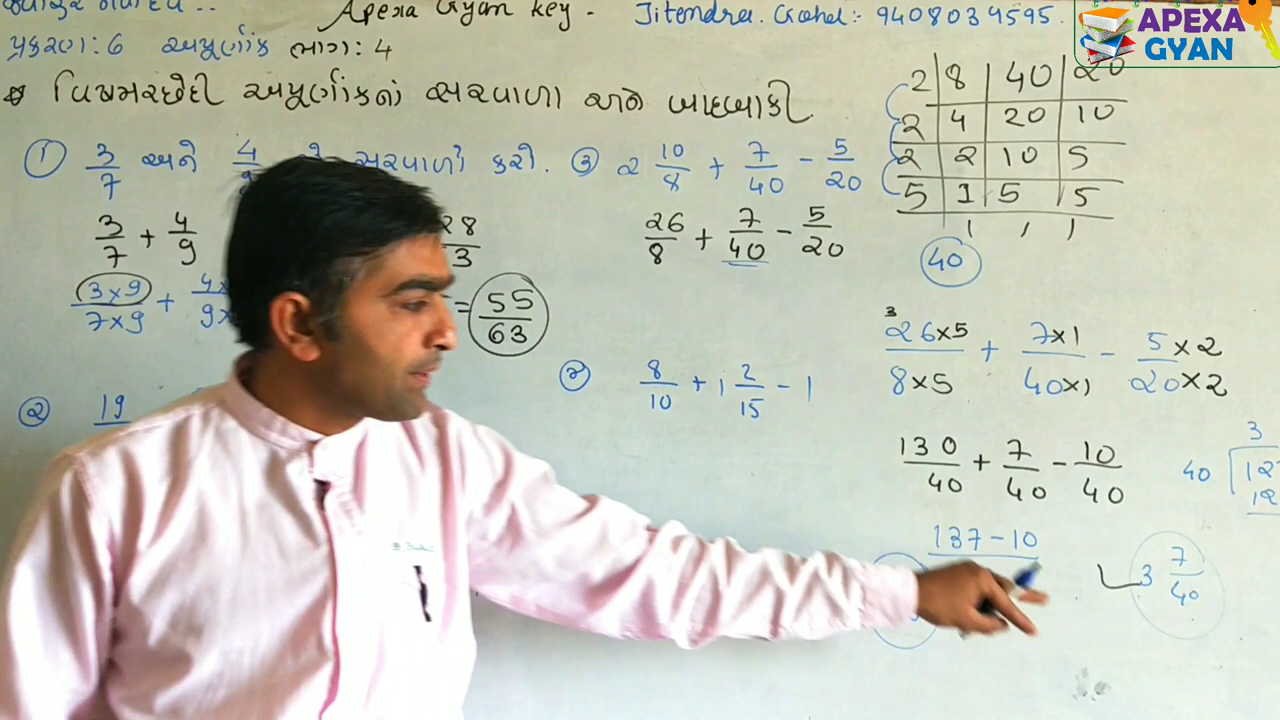 Apexa Gyan key - Jitendra. Gohel:- 9408034595.
APEXA
GYAN
પ્રકરણ: 6 અપૂર્ણાંક ભાગ: 4
વિષમચ્છેદી અપૂર્ણાંકનાં સરવાળા અને બાદબાકી
① 3/7 અને 4/9 સરવાળો કરો.
3/7 + 4/9
28
3
(3×9)/(7×9) +
= 55/63
② 19
③ 2 10/8 + 7/40 - 5/20
26/8 + 7/40 - 5/20
8/10 + 1 2/15 - 1
2 | 8 | 40 | 20
2 | 4 | 20 | 10
2 | 2 | 10 | 5
5 | 1 | 5 | 5
1 1 1
40
(26×5)/(8×5) + (7×1)/(40×1) - (5×2)/(20×2)
130/40 + 7/40 - 10/40
137-10
3
40
3 7/40